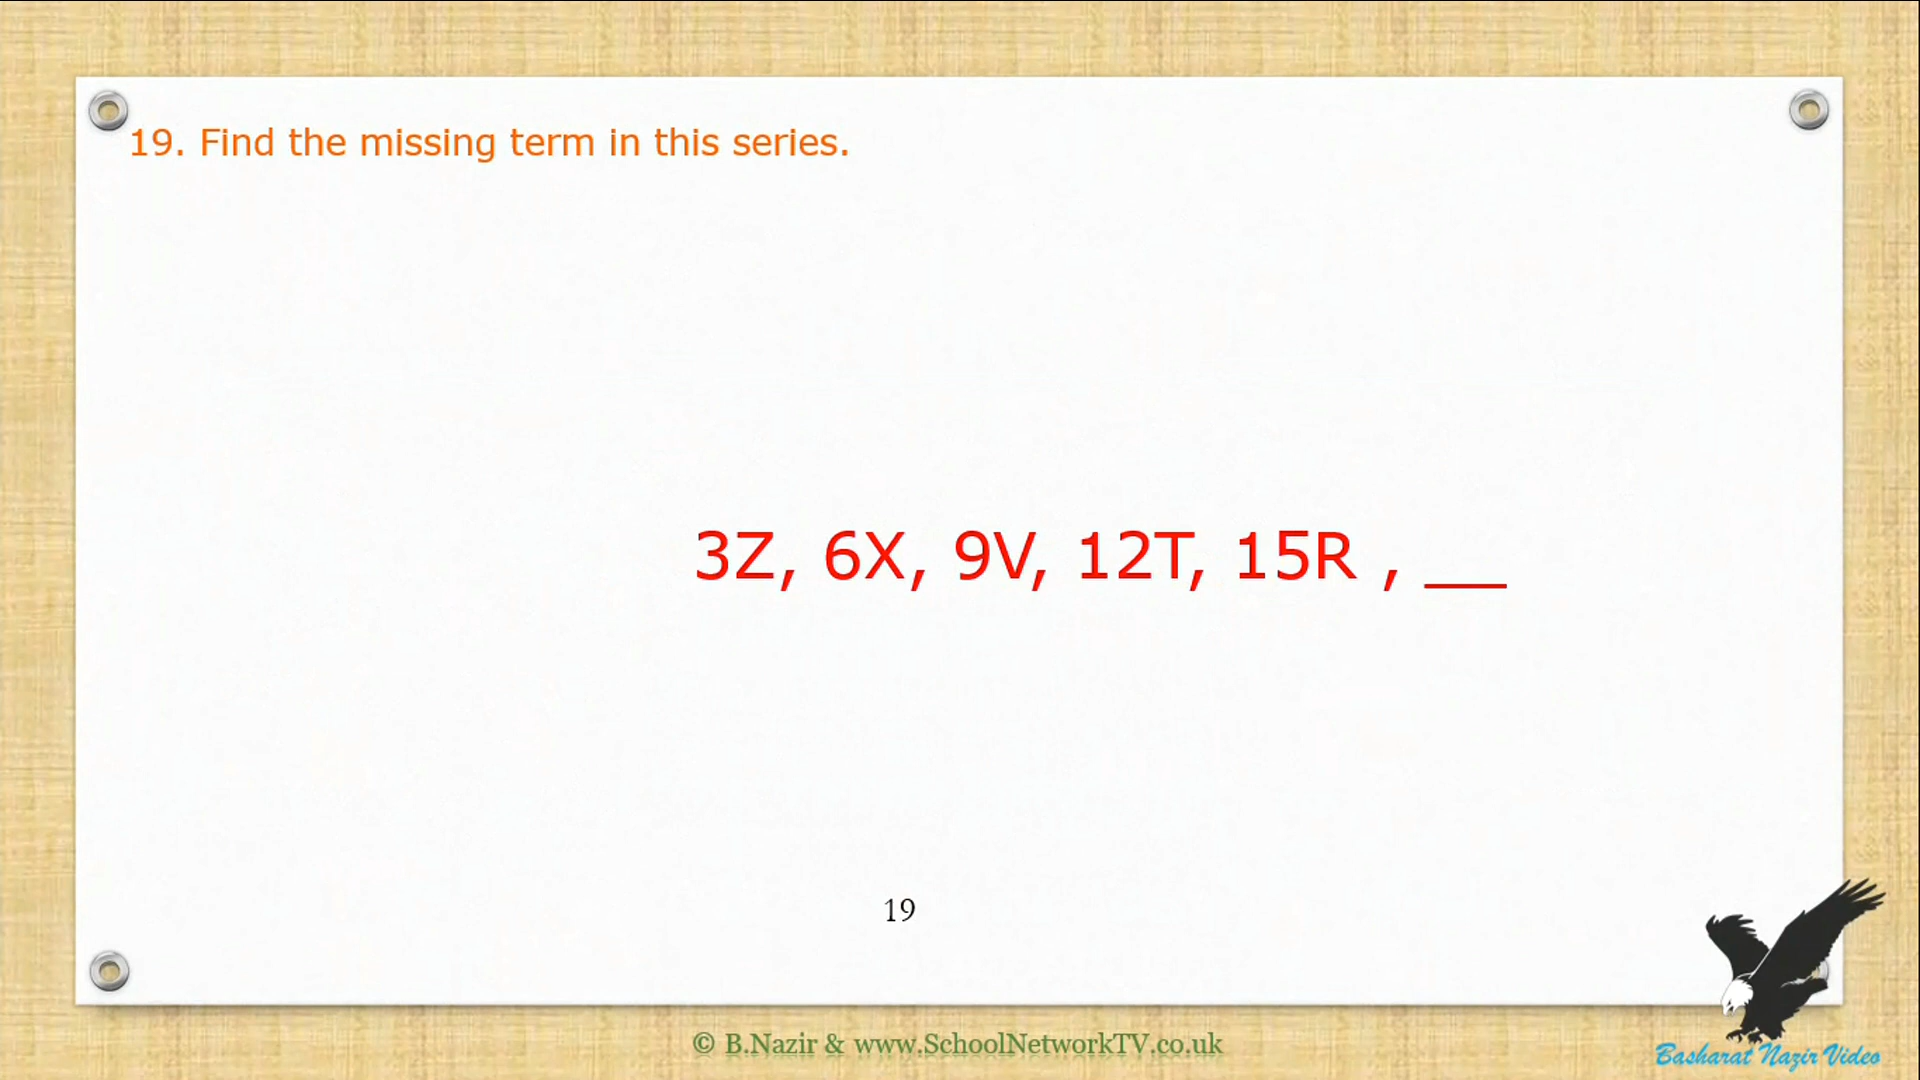 19. Find the missing term in this series.
3Z, 6X, 9V, 12T, 15R , __
19
© B.Nazir & www.SchoolNetworkTV.co.uk
Basharat Nazir Video